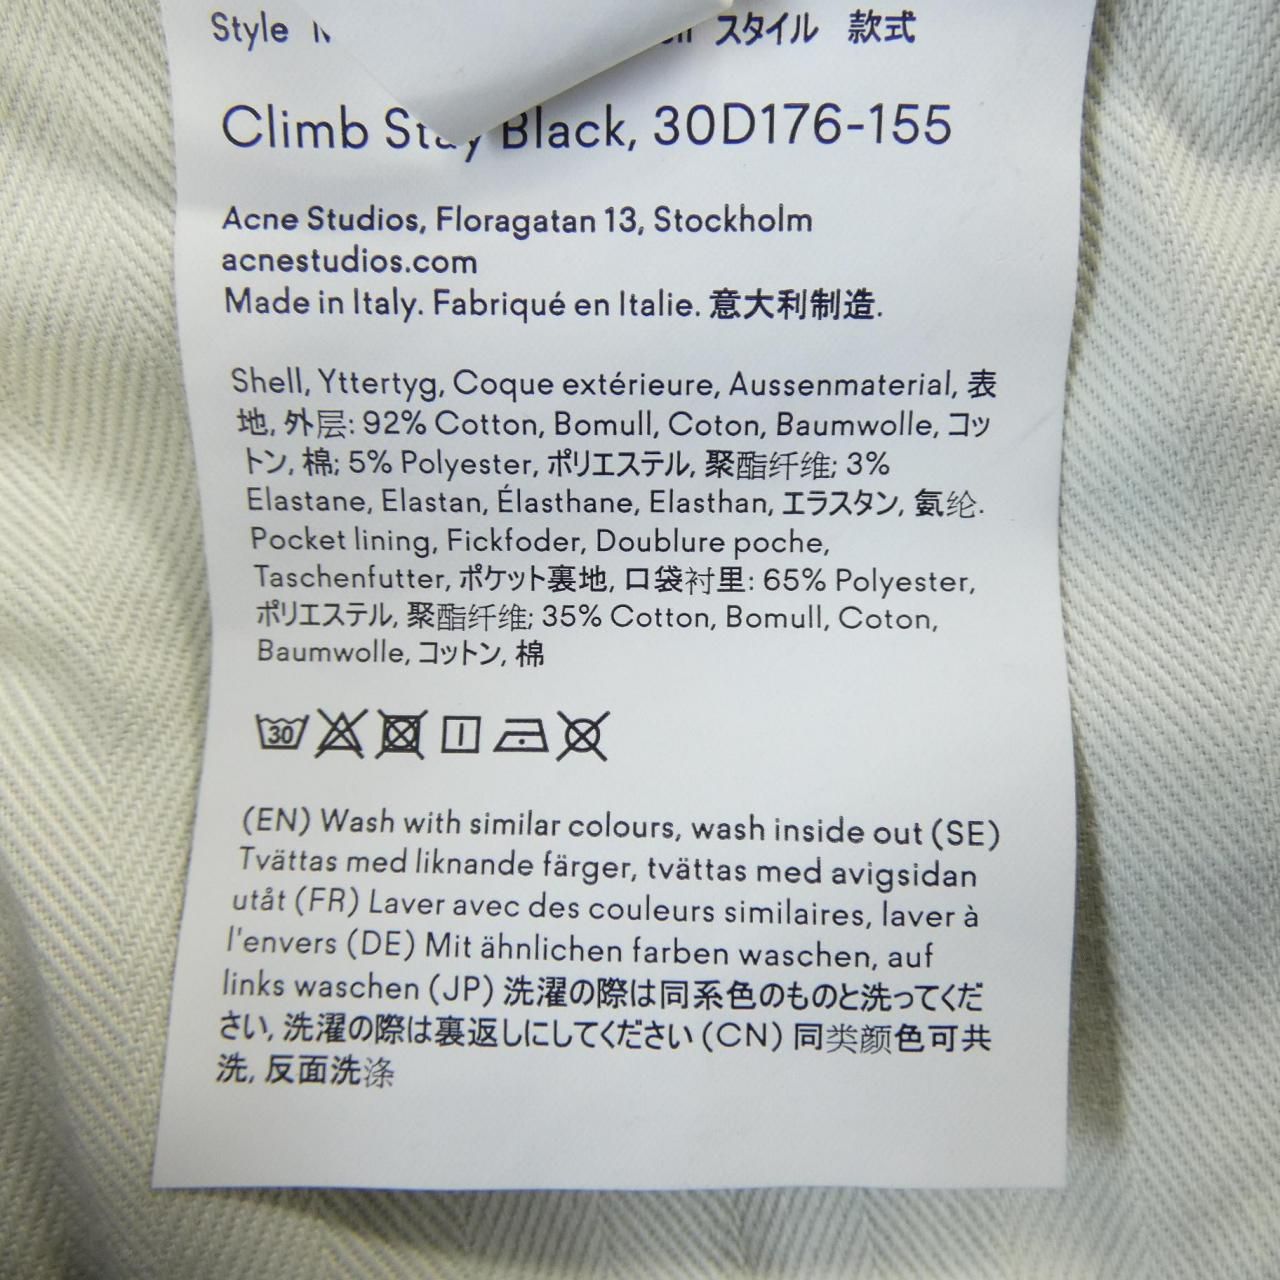 Style スタイル 款式
Climb Stay Black, 30D176-155
Acne Studios, Floragatan 13, Stockholm
acnestudios.com
Made in Italy. Fabriqué en Italie. 意大利制造.
Shell, Yttertyg, Coque extérieure, Aussenmaterial, 表
地, 外层: 92% Cotton, Bomull, Coton, Baumwolle, コッ
トン, 棉; 5% Polyester, ポリエステル, 聚酯纤维; 3%
Elastane, Elastan, Élasthane, Elasthan, エラスタン, 氨纶.
Pocket lining, Fickfoder, Doublure poche,
Taschenfutter, ポケット裏地, 口袋衬里: 65% Polyester,
ポリエステル, 聚酯纤维; 35% Cotton, Bomull, Coton,
Baumwolle, コットン, 棉
30
(EN) Wash with similar colours, wash inside out (SE)
Tvättas med liknande färger, tvättas med avigsidan
utåt (FR) Laver avec des couleurs similaires, laver à
l'envers (DE) Mit ähnlichen farben waschen, auf
links waschen (JP) 洗濯の際は同系色のものと洗ってくだ
さい, 洗濯の際は裏返しにしてください (CN) 同类颜色可共
洗, 反面洗涤